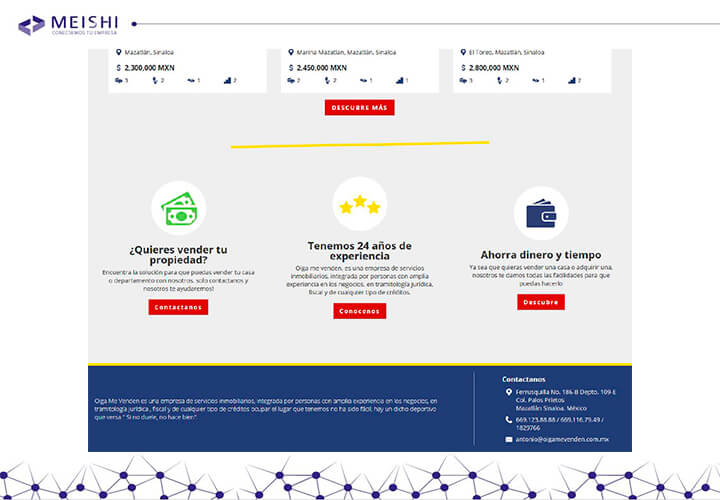 MEISHI
CONECTEMOS TU EMPRESA
Mazatlán, Sinaloa
$ 2,300,000 MXN
3 2 1 2
Marina Mazatlan, Mazatlan, Sinaloa
$ 2,450,000 MXN
3 2 1 2
El Toreo, Mazatlan, Sinaloa
$ 2,800,000 MXN
3 2 1 2
DESCUBRE MÁS
¿Quieres vender tu
propiedad?
Encuentra la solución para que puedas vender tu casa
o departamento con nosotros, solo contactanos y
nosotros te ayudaremos!
Contactanos
Tenemos 24 años de
experiencia
Oiga me venden, es una empresa de servicios
inmobiliarios, integrada por personas con amplia
experiencia en los negocios, en tramitología jurídica,
fiscal y de cualquier tipo de créditos.
Conocenos
Ahorra dinero y tiempo
Ya sea que quieras vender una casa o adquirir una,
nosotros te damos todas las facilidades para que
puedas hacerlo
Descubre
Oiga Me Venden es una empresa de servicios inmobiliarios, integrada por personas con amplia experiencia en los negocios, en
tramitología jurídica , fiscal y de cualquier tipo de créditos ocupar el lugar que tenemos no ha sido fácil, hay un dicho deportivo
que versa " Si no duele, no hace bien".
Contactanos
Ferrusquilla No. 186-B Depto. 109-E
Col. Palos Prietos
Mazatlán Sinaloa. México
669.123.88.88 / 669.116.79.49 /
1823766
antonio@oigamevenden.com.mx